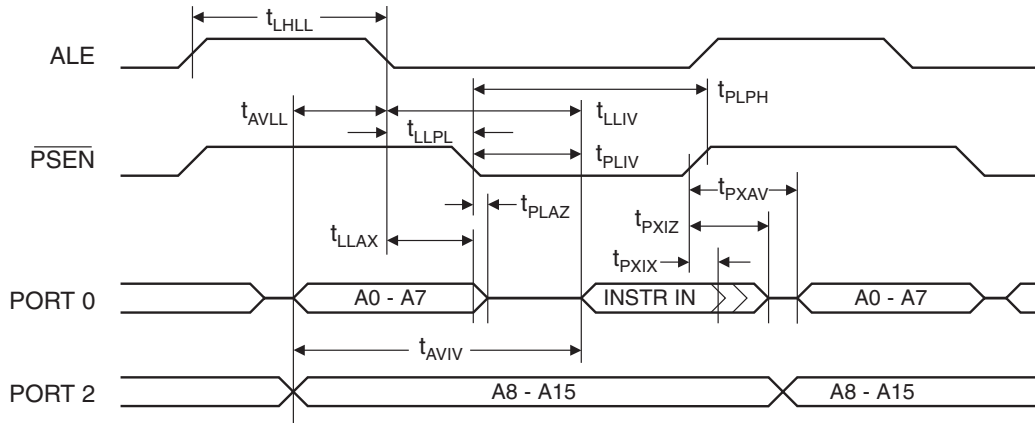 tLHLL
ALE
tPLPH
tAVLL
tLLIV
tLLPL
PSEN
tPLIV
tPXAV
tPLAZ
tPXIZ
tLLAX
tPXIX
PORT 0
A0 - A7
INSTR IN
A0 - A7
tAVIV
PORT 2
A8 - A15
A8 - A15